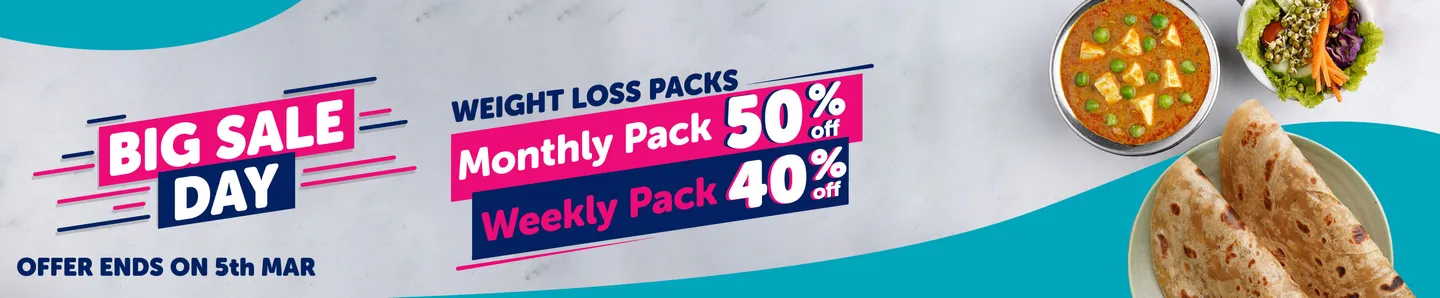 BIG SALE
DAY
OFFER ENDS ON 5th MAR
WEIGHT LOSS PACKS
Monthly Pack 50% off
Weekly Pack 40% off